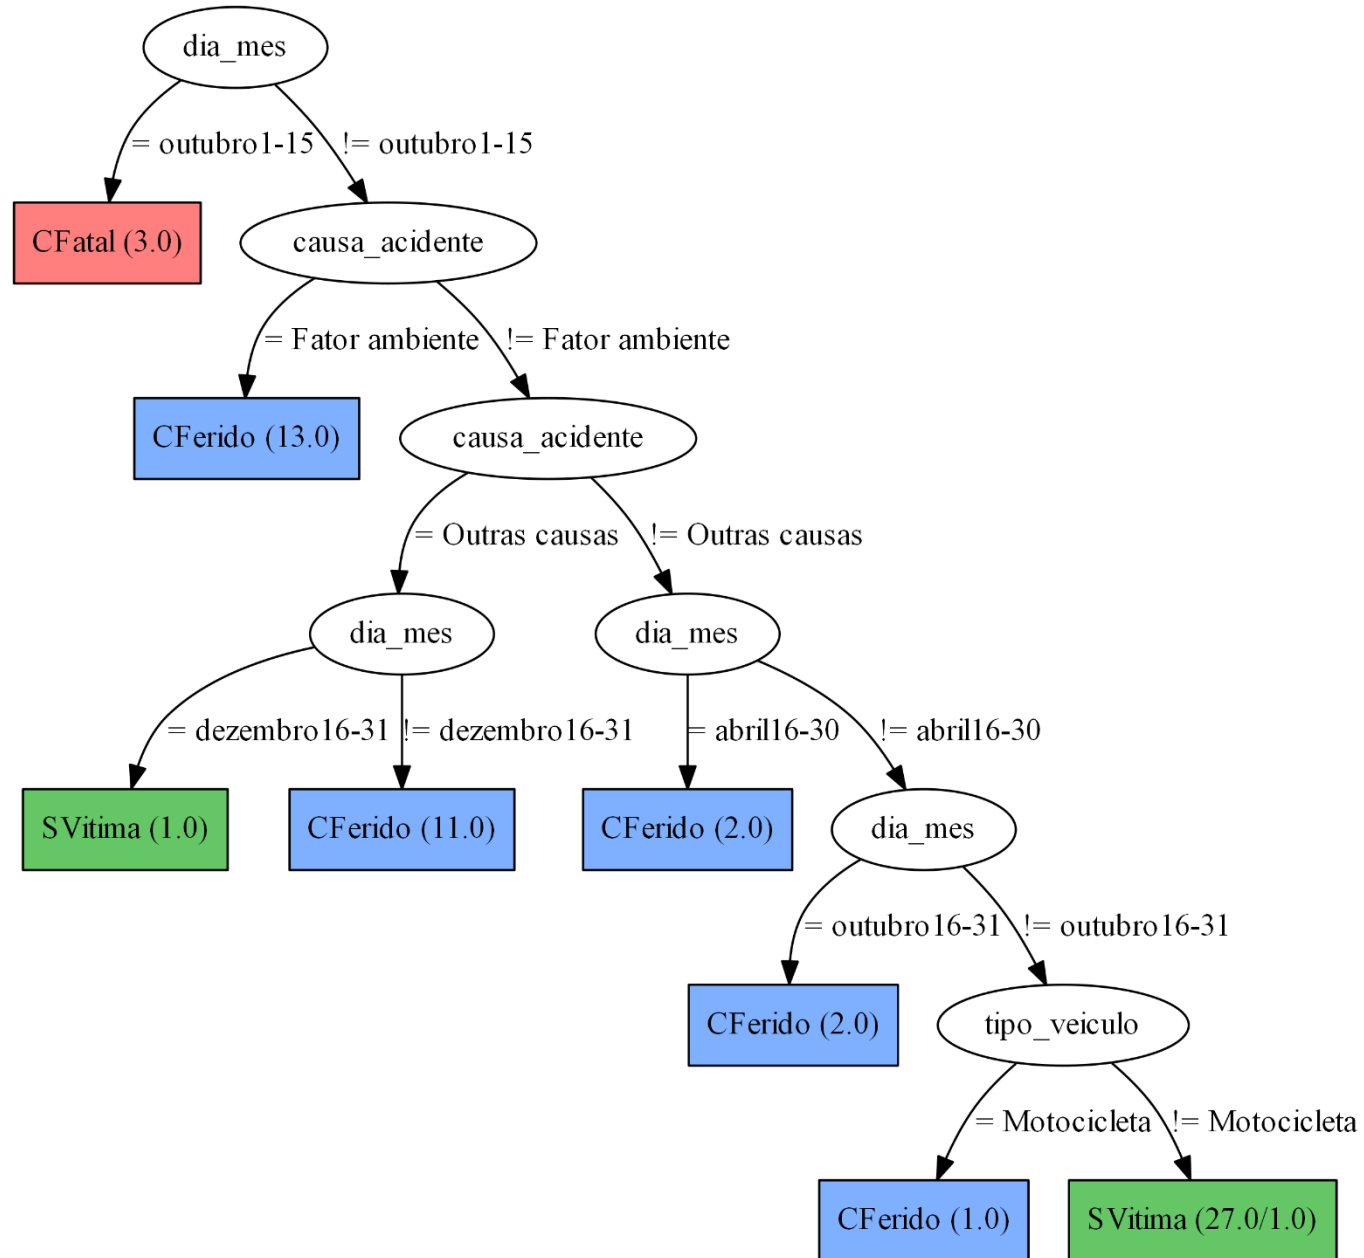 dia_mes
= outubro1-15
!= outubro1-15
CFatal (3.0)
causa_acidente
= Fator ambiente
!= Fator ambiente
CFerido (13.0)
causa_acidente
= Outras causas
!= Outras causas
dia_mes
dia_mes
= dezembro16-31
!= dezembro16-31
= abril16-30
!= abril16-30
SVitima (1.0)
CFerido (11.0)
CFerido (2.0)
dia_mes
= outubro16-31
!= outubro16-31
CFerido (2.0)
tipo_veiculo
= Motocicleta
!= Motocicleta
CFerido (1.0)
SVitima (27.0/1.0)